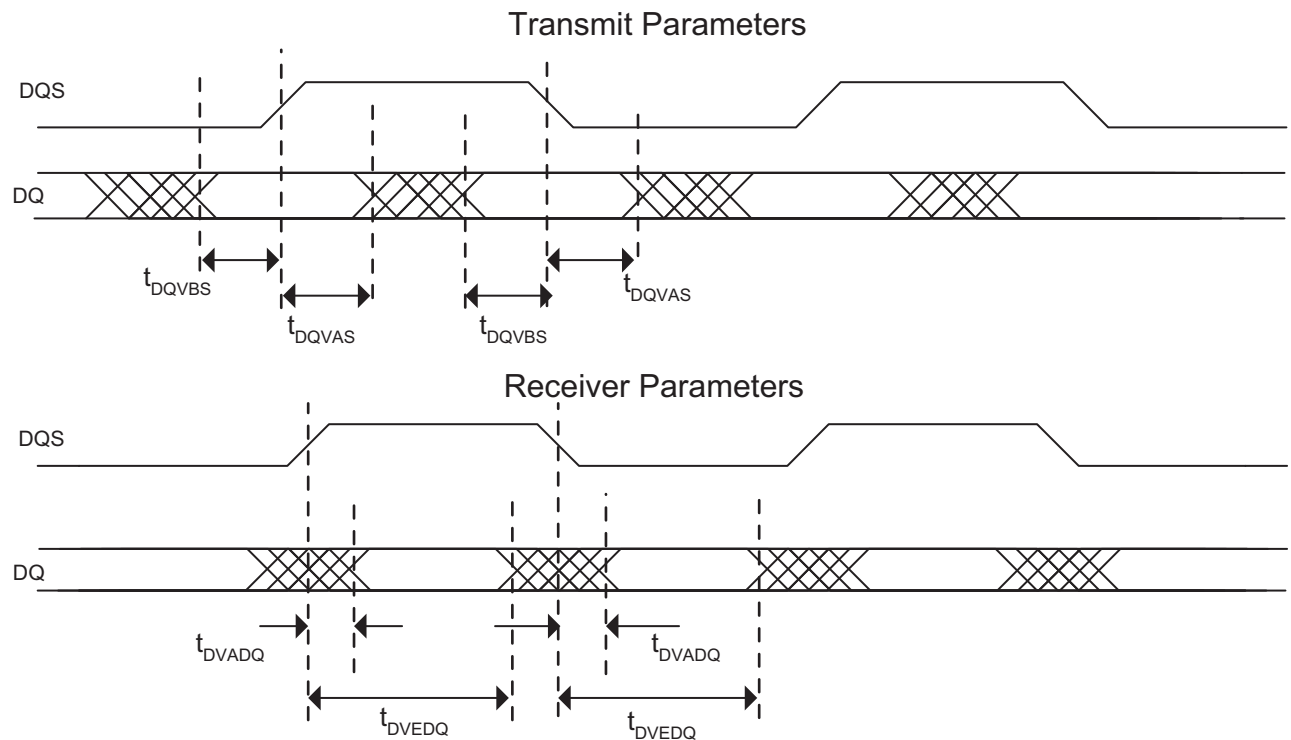 Transmit Parameters
DQS
DQ
tDQVBS
tDQVAS
tDQVAS
tDQVBS
Receiver Parameters
DQS
DQ
tDVADQ
tDVADQ
tDVEDQ
tDVEDQ